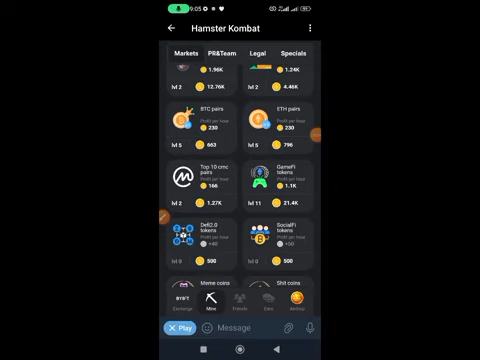 9:05
Hamster Kombat
Markets PR&Team Legal Specials
1.96K 1.24K
lvl 2 12.76K lvl 2 4.46K
BTC pairs ETH pairs
Profit per hour Profit per hour
230 230
lvl 5 663 lvl 5 796
Top 10 cmc pairs GameFi tokens
Profit per hour Profit per hour
166 1.1K
lvl 2 1.27K lvl 11 21.4K
Defi2.0 tokens SocialFi tokens
Profit per hour Profit per hour
+40 +50
lvl 0 500 lvl 0 500
Meme coins Shit coins
BYBIT
Exchange Mine Friends Earn Airdrop
Play Message